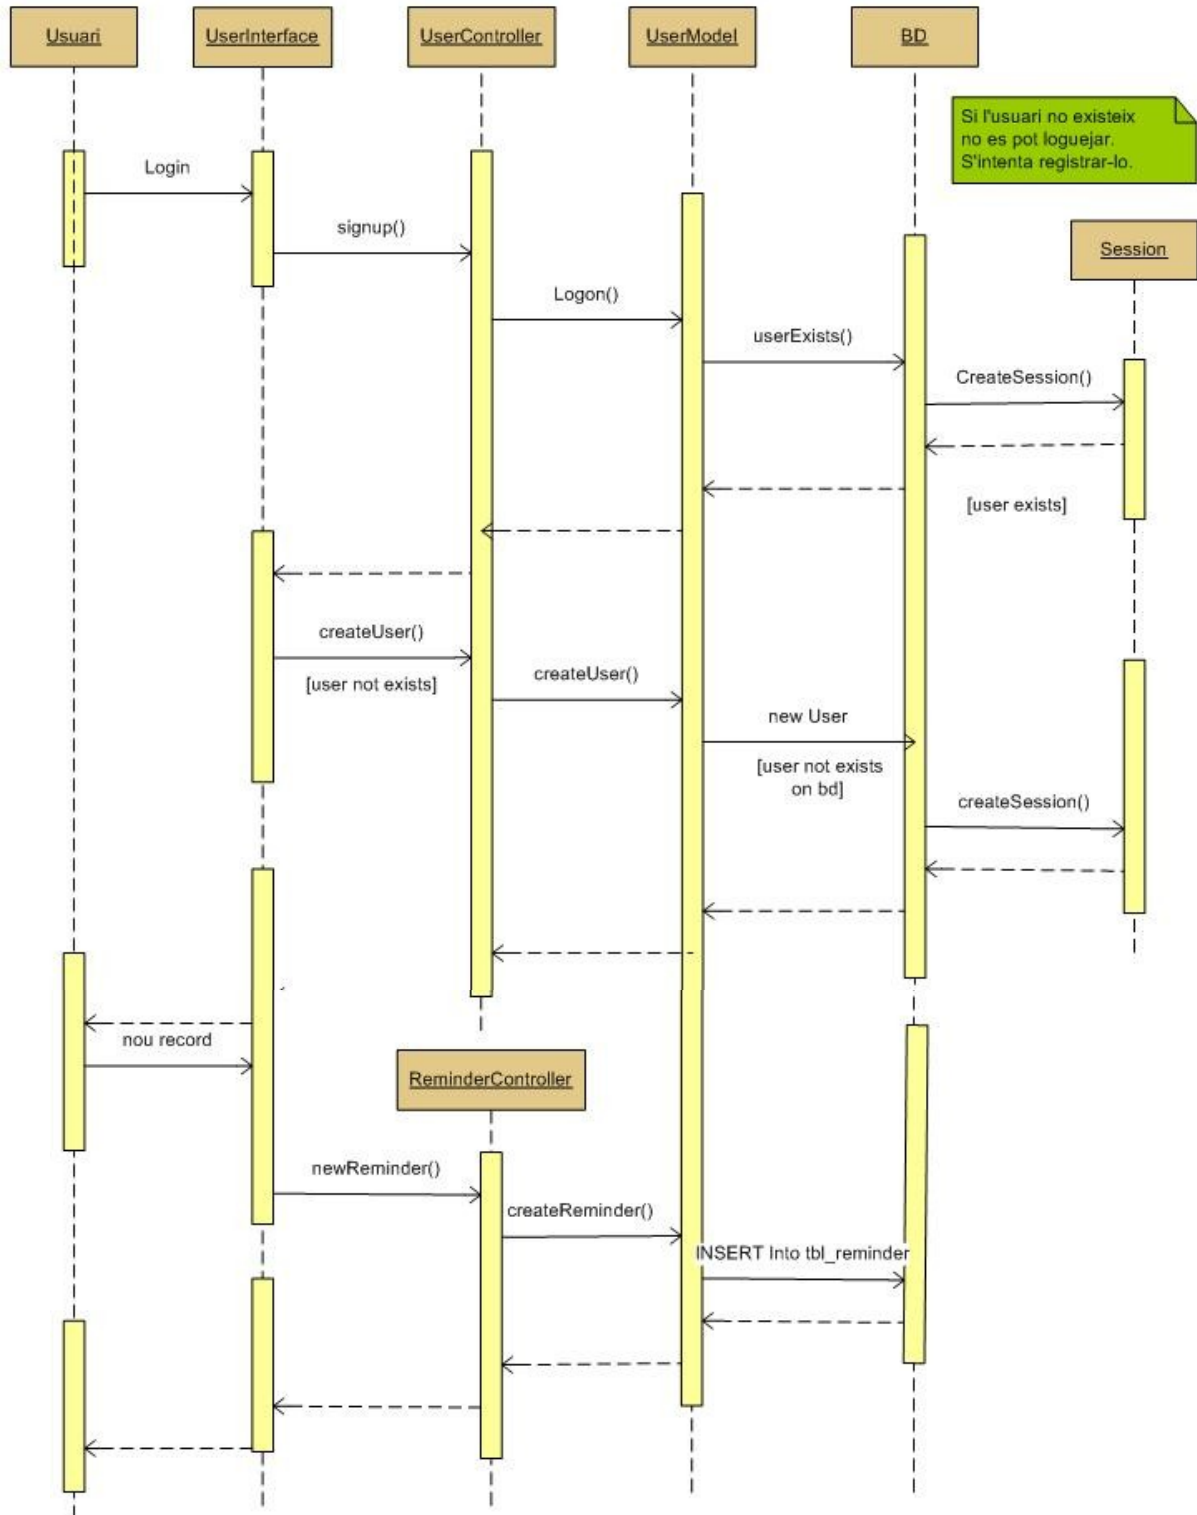 Usuari
UserInterface
UserController
UserModel
BD
Si l'usuari no existeix
no es pot loguejar.
S'intenta registrar-lo.
Login
signup()
Session
Logon()
userExists()
CreateSession()
[user exists]
createUser()
[user not exists]
createUser()
new User
[user not exists
on bd]
createSession()
nou record
ReminderController
newReminder()
createReminder()
INSERT Into tbl_reminder